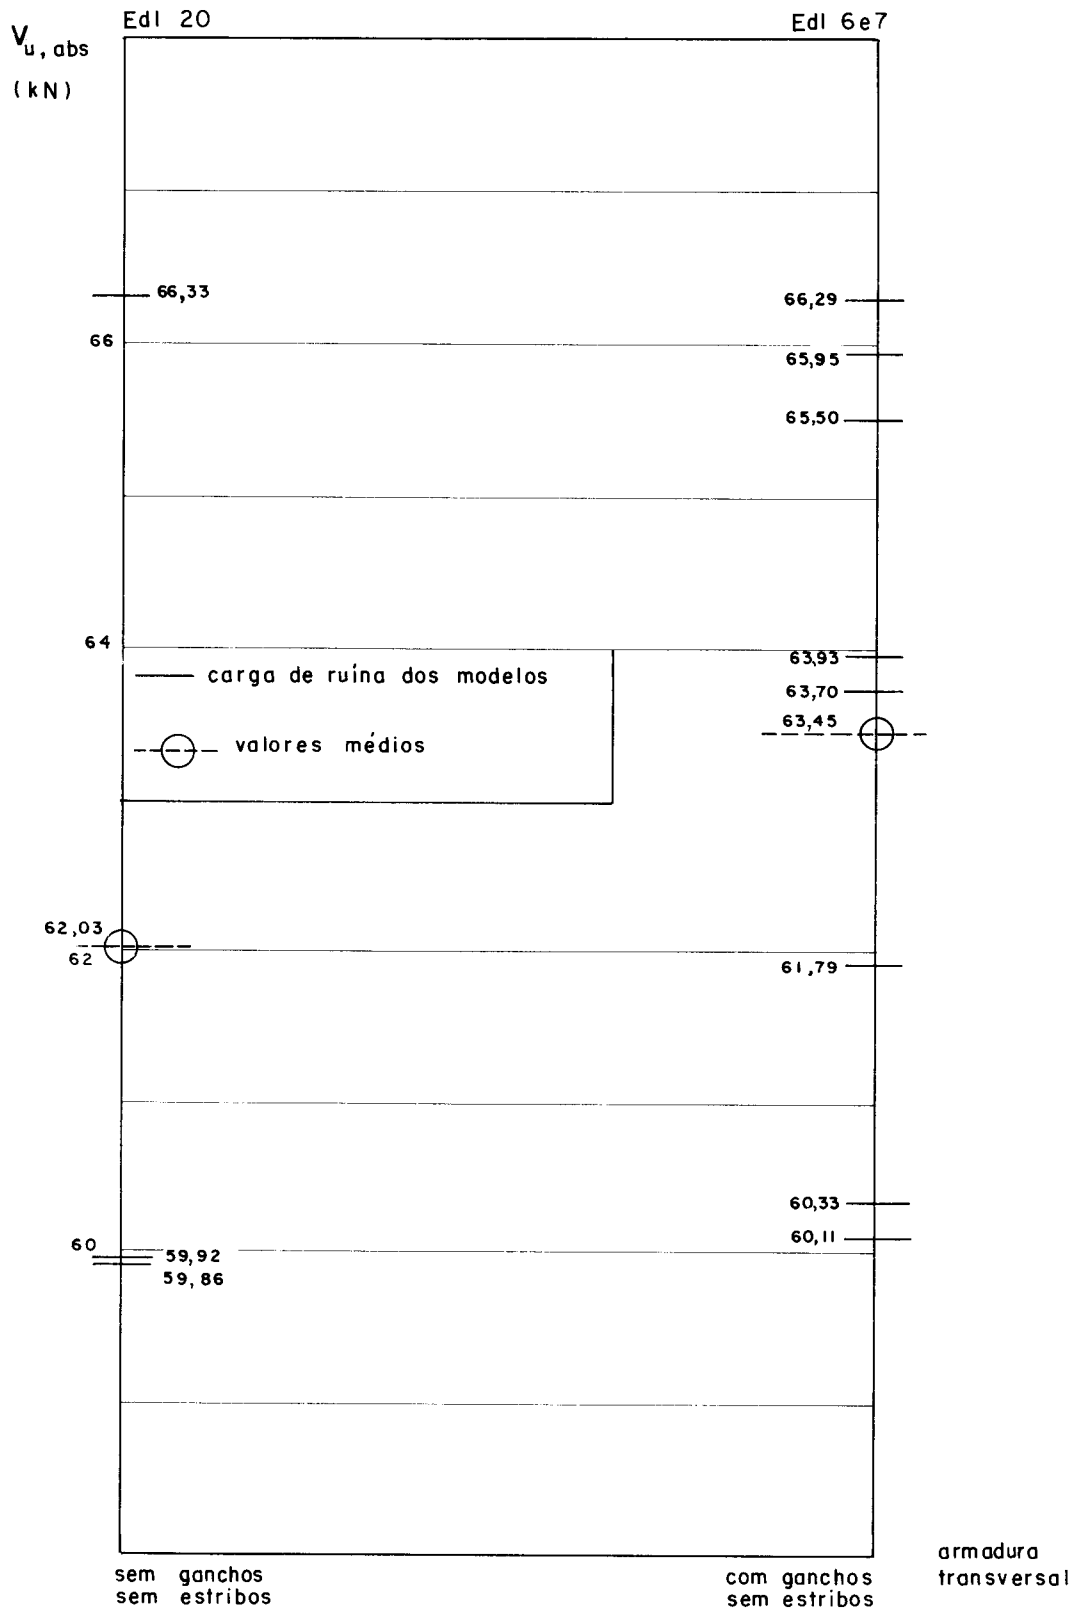 Edl 20
Edl 6e7
Vu, abs
(kN)
66,33
66,29
66
65,95
65,50
64
63,93
carga de ruína dos modelos
63,70
63,45
valores médios
62,03
62
61,79
60,33
60,11
60
59,92
59,86
sem ganchos
sem estribos
com ganchos
sem estribos
armadura
transversal